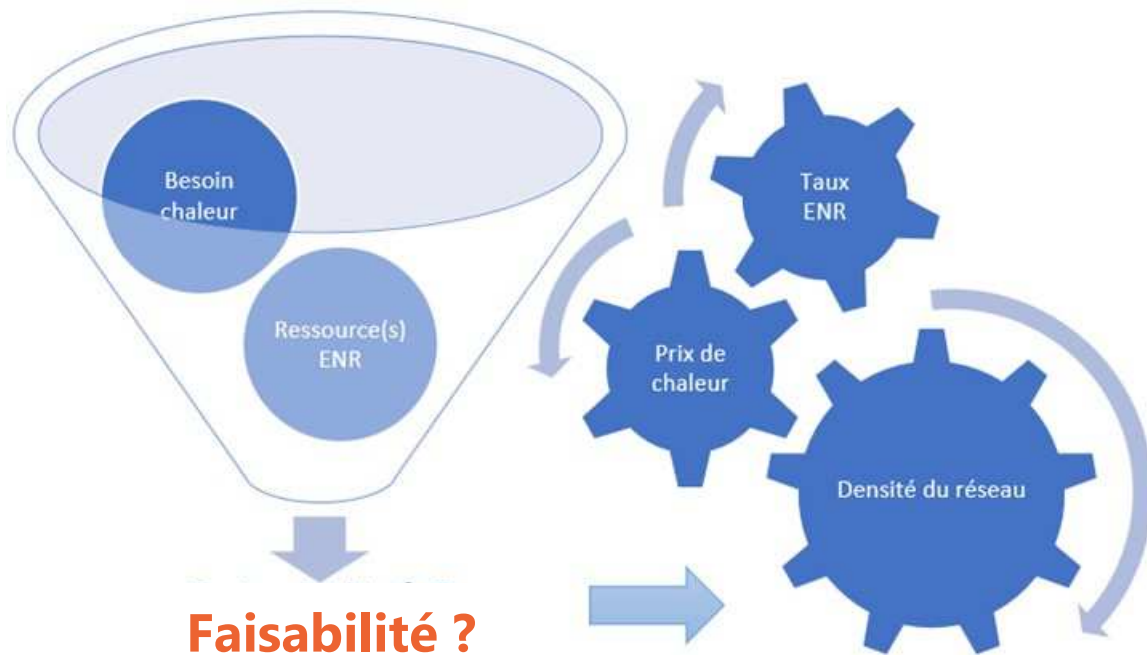 Besoin
chaleur
Ressource(s)
ENR
Taux
ENR
Prix de
chaleur
Densité du réseau
Faisabilité ?